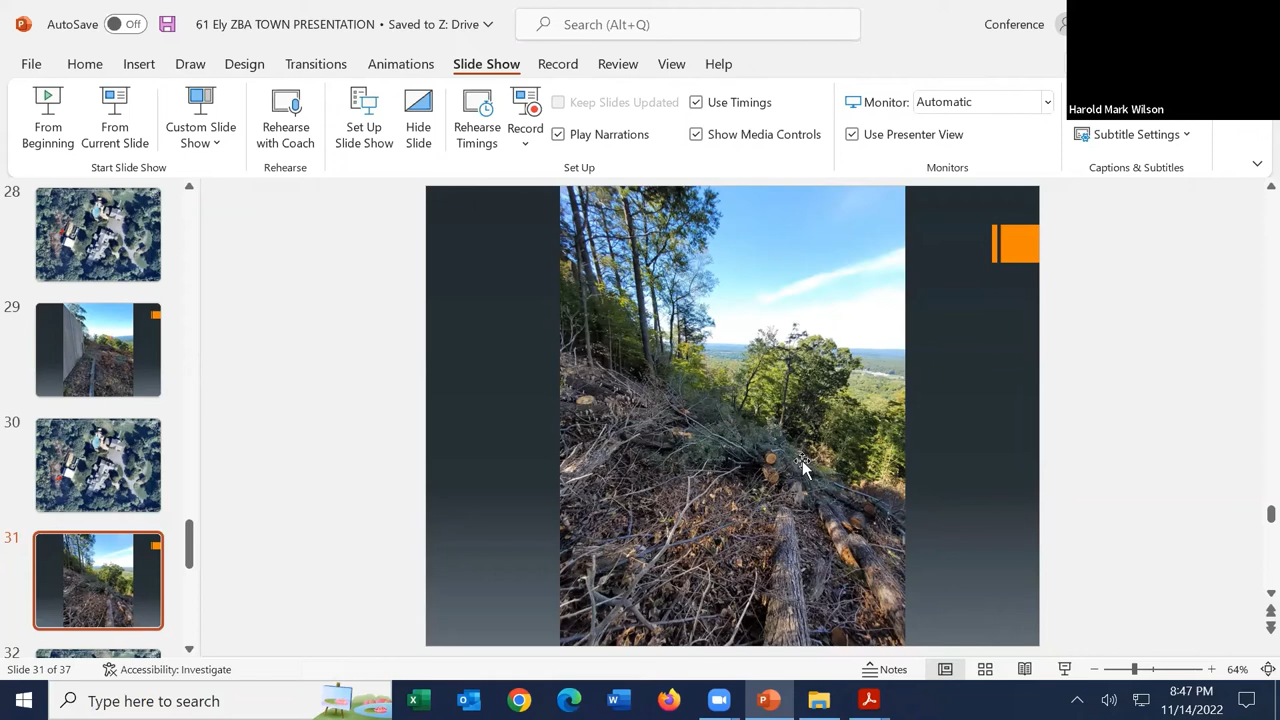 AutoSave Off 61 Ely ZBA TOWN PRESENTATION • Saved to Z: Drive Search (Alt+Q) Conference
File Home Insert Draw Design Transitions Animations Slide Show Record Review View Help
Harold Mark Wilson
From Beginning
From Current Slide
Custom Slide Show
Start Slide Show
Rehearse with Coach
Rehearse
Set Up Slide Show
Hide Slide
Rehearse Timings
Record
Keep Slides Updated
Play Narrations
Use Timings
Show Media Controls
Set Up
Monitor: Automatic
Use Presenter View
Monitors
Subtitle Settings
Captions & Subtitles
28
29
30
31
32
Slide 31 of 37 Accessibility: Investigate Notes 64%
Type here to search 8:47 PM
11/14/2022